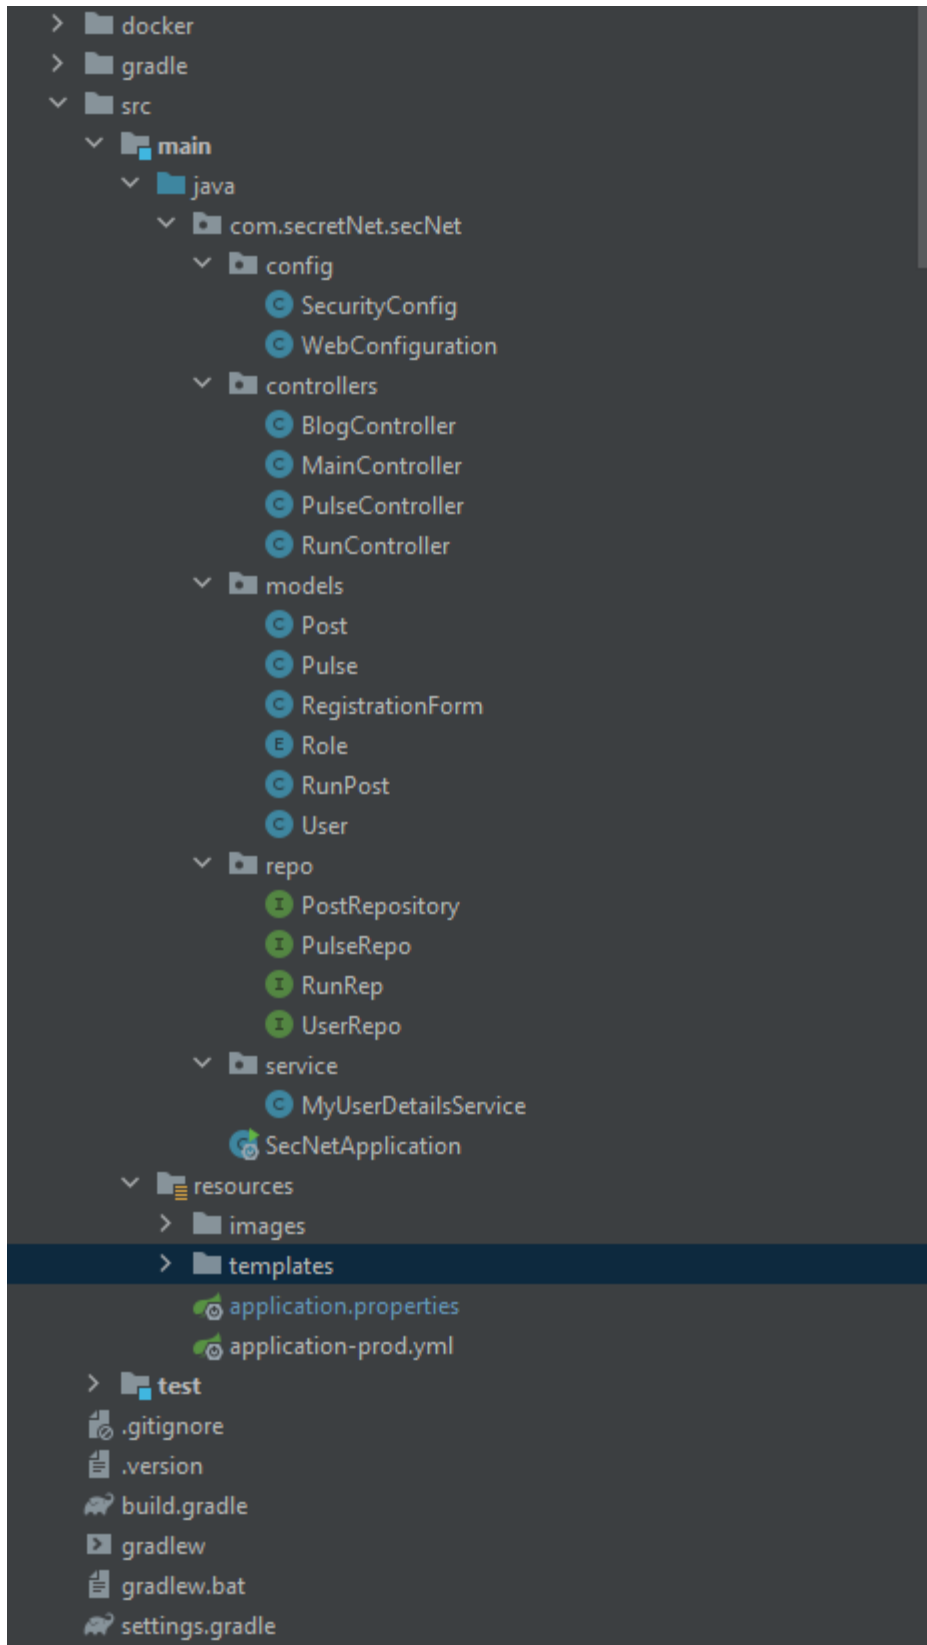 docker
gradle
src
main
java
com.secretNet.secNet
config
SecurityConfig
WebConfiguration
controllers
BlogController
MainController
PulseController
RunController
models
Post
Pulse
RegistrationForm
Role
RunPost
User
repo
PostRepository
PulseRepo
RunRep
UserRepo
service
MyUserDetailsService
SecNetApplication
resources
images
templates
application.properties
application-prod.yml
test
.gitignore
.version
build.gradle
gradlew
gradlew.bat
settings.gradle